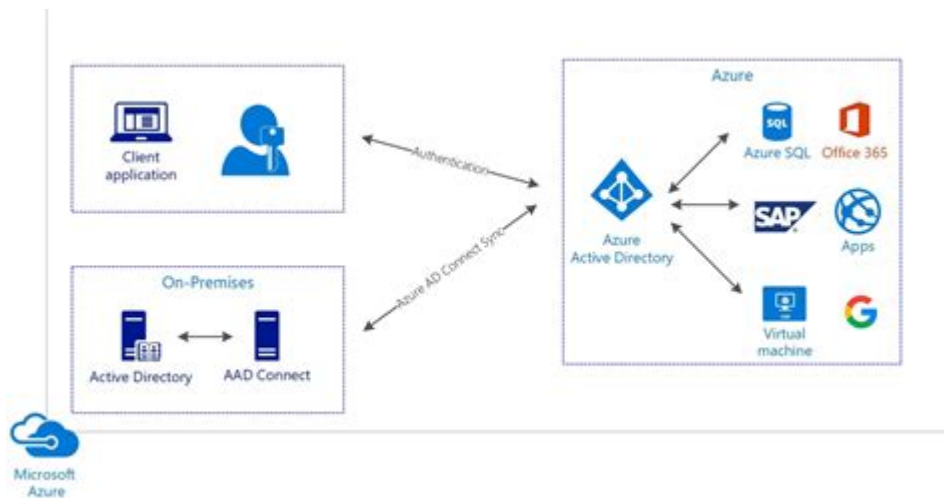 Client
application
Authentication
Azure AD Connect Sync
On-Premises
Active Directory
AAD Connect
Azure
SQL
Azure SQL
Office 365
Azure
Active Directory
SAP
Apps
Virtual
machine
G
Microsoft
Azure